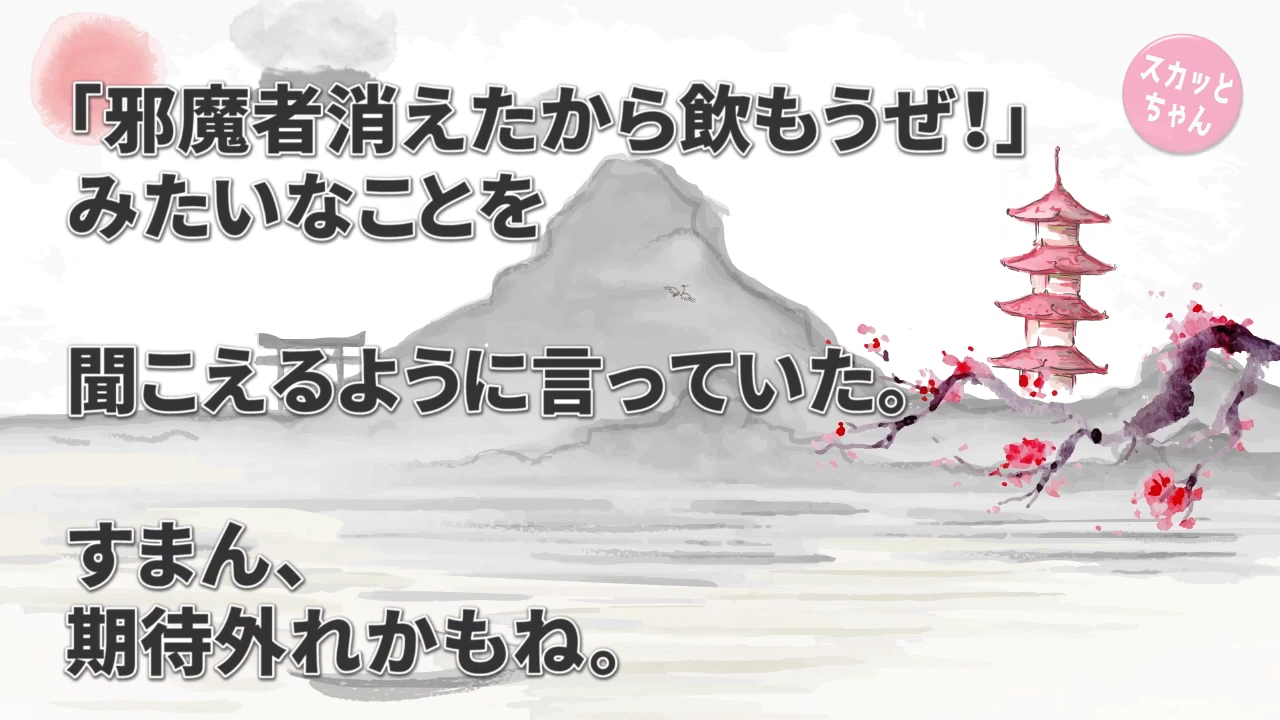 「邪魔者消えたから飲もうぜ！」
みたいなことを
聞こえるように言っていた。
すまん、
期待外れかもね。
スカッと
ちゃん